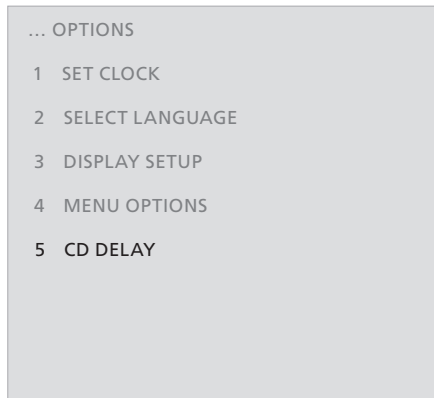 ... OPTIONS
1 SET CLOCK
2 SELECT LANGUAGE
3 DISPLAY SETUP
4 MENU OPTIONS
5 CD DELAY